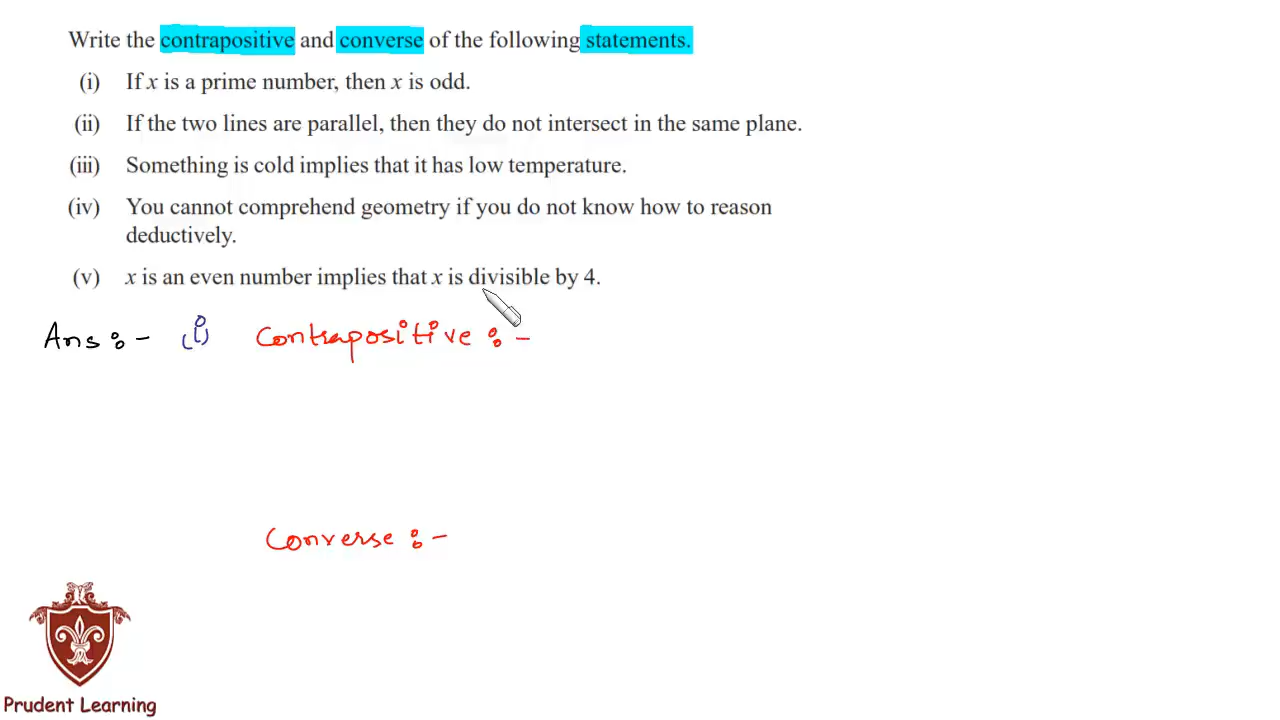 Write the contrapositive and converse of the following statements.
(i) If x is a prime number, then x is odd.
(ii) If the two lines are parallel, then they do not intersect in the same plane.
(iii) Something is cold implies that it has low temperature.
(iv) You cannot comprehend geometry if you do not know how to reason
deductively.
(v) x is an even number implies that x is divisible by 4.
Ans :- (i) Contrapositive :-
Converse :-
Prudent Learning